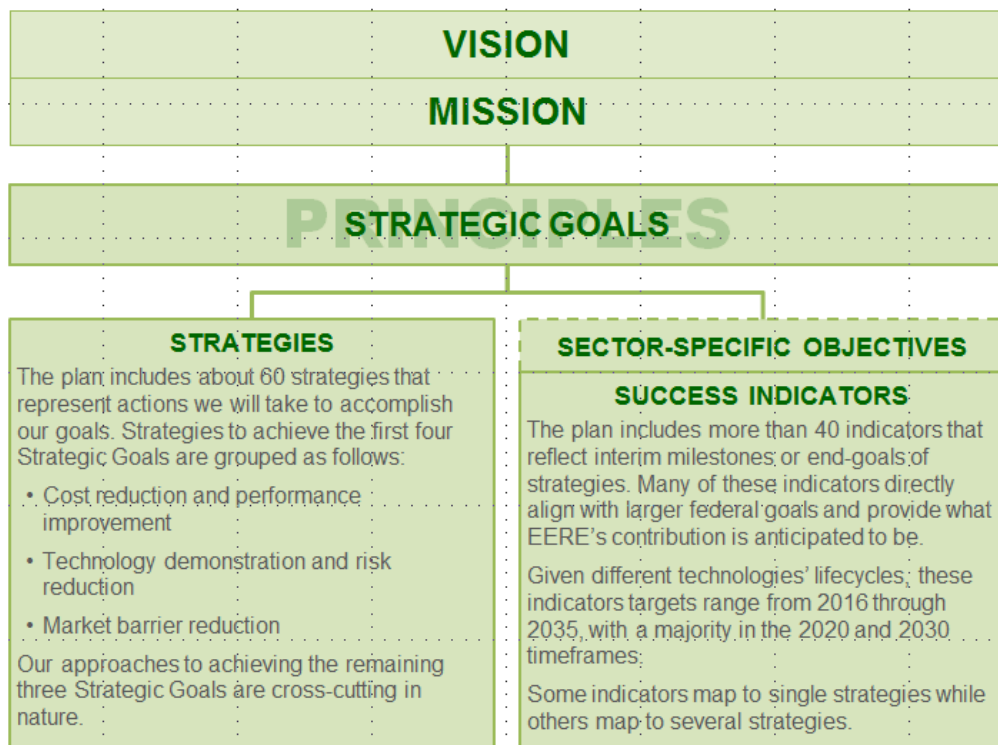 VISION
MISSION
PRINCIPLES
STRATEGIC GOALS
STRATEGIES
The plan includes about 60 strategies that
represent actions we will take to accomplish
our goals. Strategies to achieve the first four
Strategic Goals are grouped as follows:
• Cost reduction and performance
improvement
• Technology demonstration and risk
reduction
• Market barrier reduction
Our approaches to achieving the remaining
three Strategic Goals are cross-cutting in
nature.
SECTOR-SPECIFIC OBJECTIVES
SUCCESS INDICATORS
The plan includes more than 40 indicators that
reflect interim milestones or end-goals of
strategies. Many of these indicators directly
align with larger federal goals and provide what
EERE's contribution is anticipated to be.
Given different technologies' lifecycles, these
indicators targets range from 2016 through
2035, with a majority in the 2020 and 2030
timeframes.
Some indicators map to single strategies while
others map to several strategies.